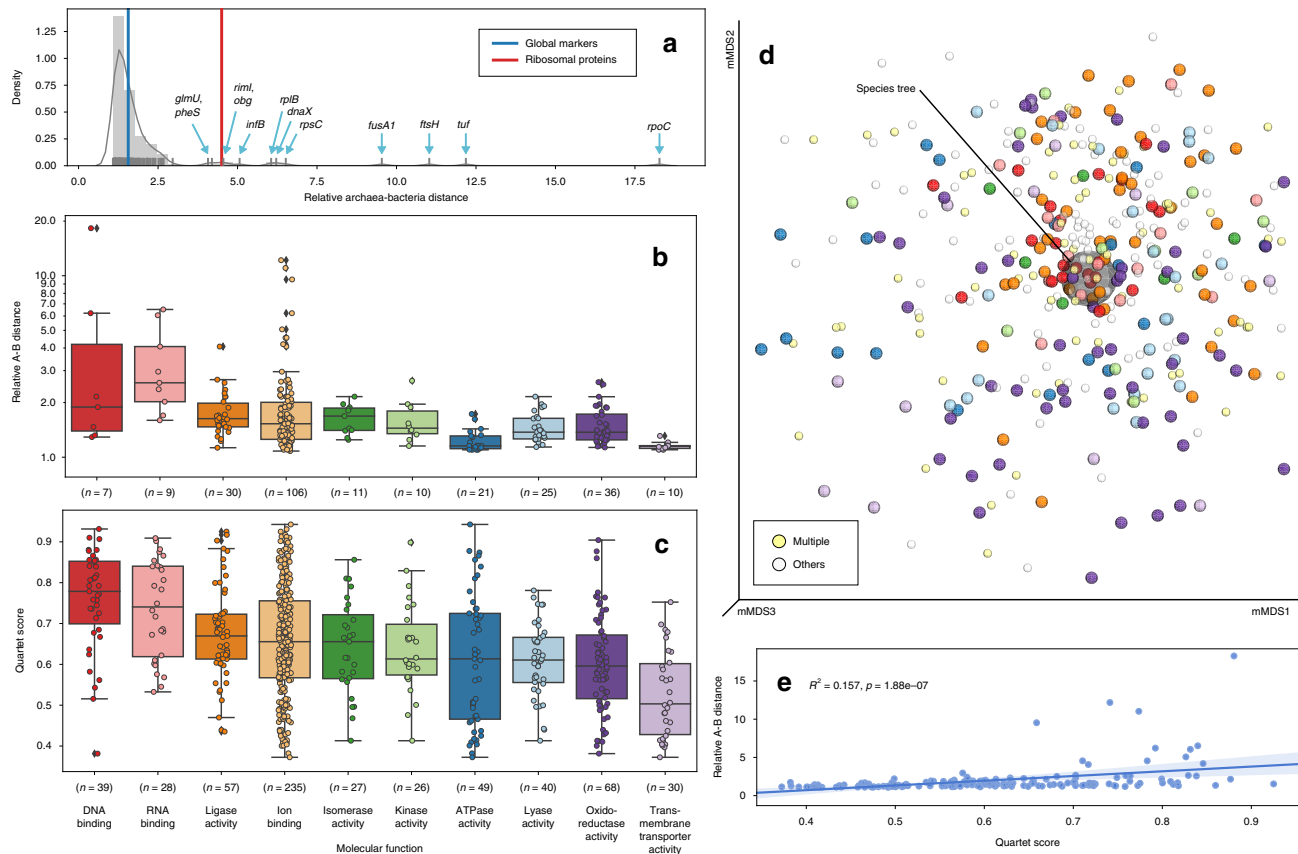 a
1.25
1.00
0.75
0.50
0.25
0.00
Density
Global markers
Ribosomal proteins
glmU,
pheS
rimI,
obg
infB
rplB
dnaX
rpsC
fusA1
ftsH
tuf
rpoC
0.0 2.5 5.0 7.5 10.0 12.5 15.0 17.5
Relative archaea-bacteria distance
b
20.0
10.0
9.0
8.0
7.0
6.0
5.0
4.0
3.0
2.0
1.0
Relative A-B distance
(n = 7) (n = 9) (n = 30) (n = 106) (n = 11) (n = 10) (n = 21) (n = 25) (n = 36) (n = 10)
c
0.9
0.8
0.7
0.6
0.5
0.4
Quartet score
(n = 39) (n = 28) (n = 57) (n = 235) (n = 27) (n = 26) (n = 49) (n = 40) (n = 68) (n = 30)
DNA
binding
RNA
binding
Ligase
activity
Ion
binding
Isomerase
activity
Kinase
activity
ATPase
activity
Lyase
activity
Oxido-
reductase
activity
Trans-
membrane
transporter
activity
Molecular function
d
mMDS2
Species tree
Multiple
Others
mMDS3
mMDS1
e
R² = 0.157, p = 1.88e–07
15
10
5
0
Relative A-B distance
0.4 0.5 0.6 0.7 0.8 0.9
Quartet score